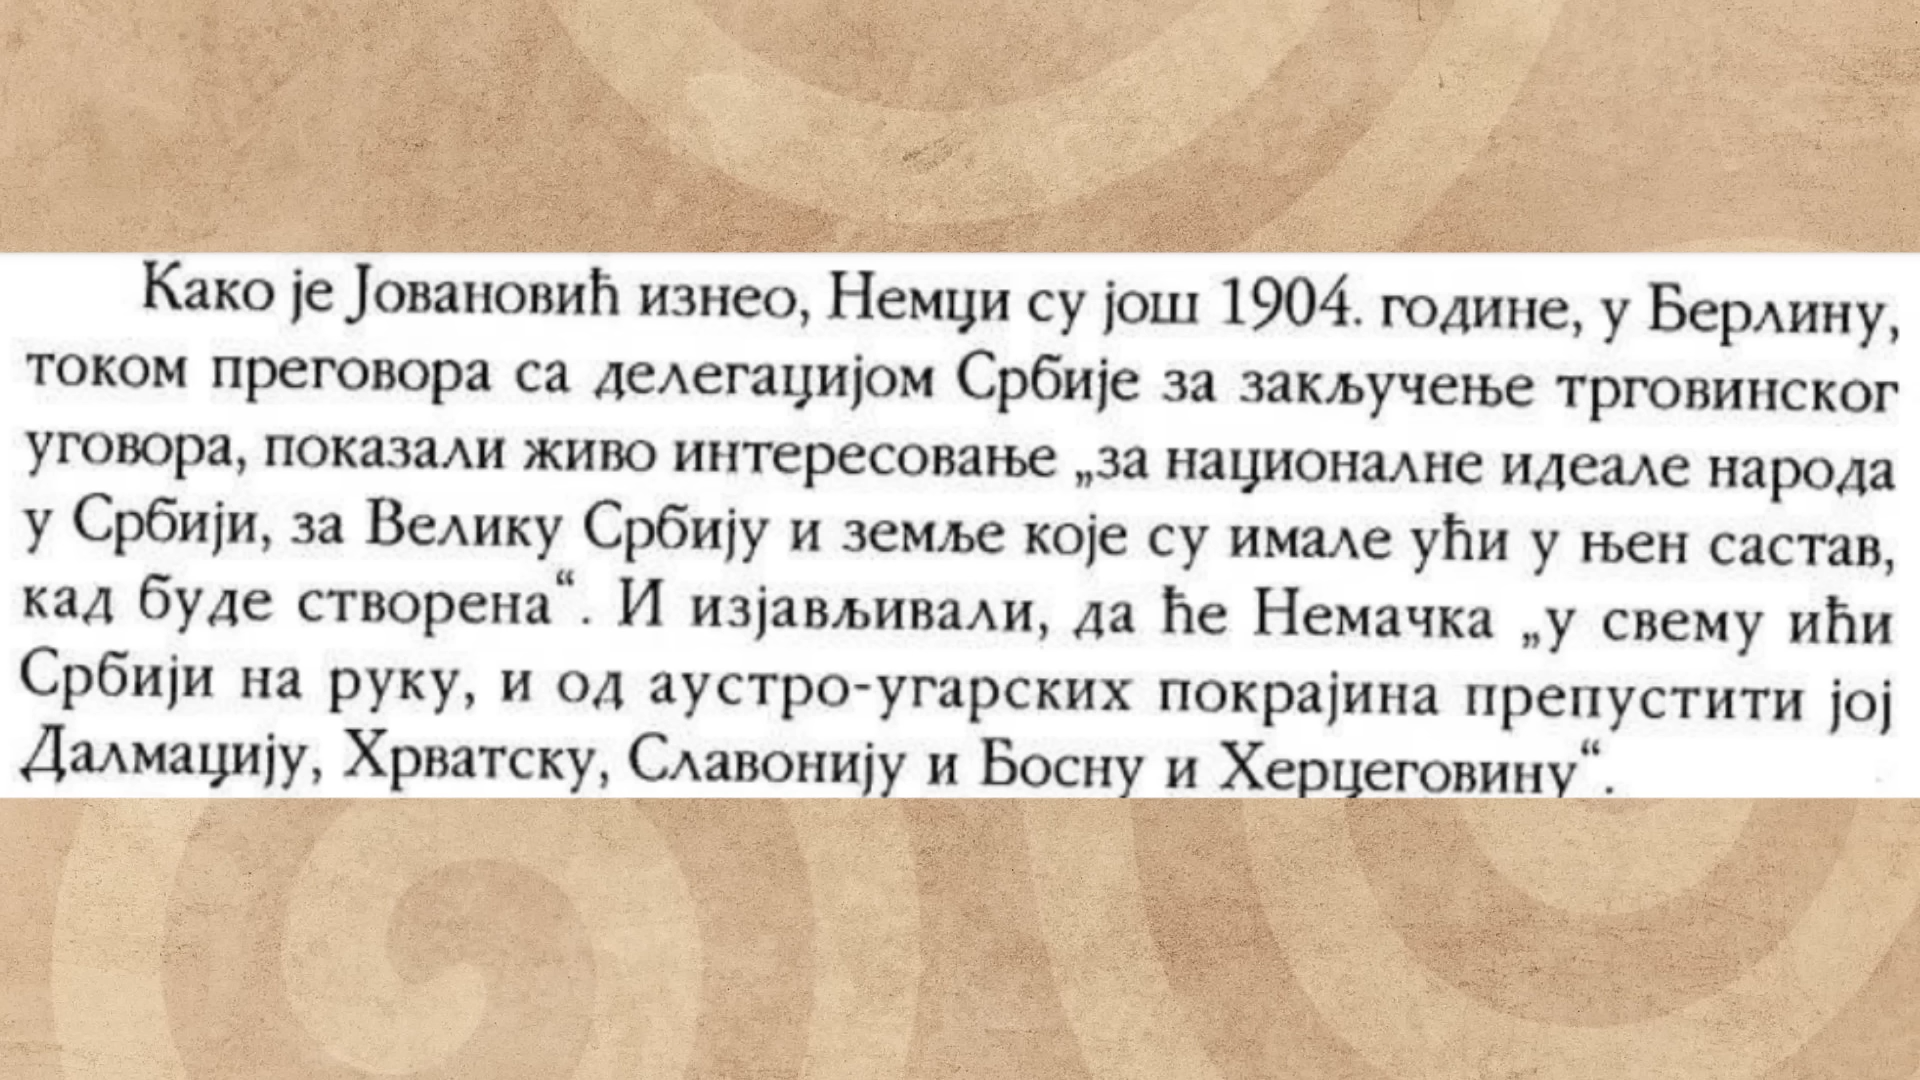 Како је Јовановић изнео, Немци су још 1904. године, у Берлину,
током преговора са делегацијом Србије за закључење трговинског
уговора, показали живо интересовање „за националне идеале народа
у Србији, за Велику Србију и земље које су имале ући у њен састав,
кад буде створена“. И изјављивали, да ће Немачка „у свему ићи
Србији на руку, и од аустро-угарских покрајина препустити јој
Далмацију, Хрватску, Славонију и Босну и Херцеговину“.